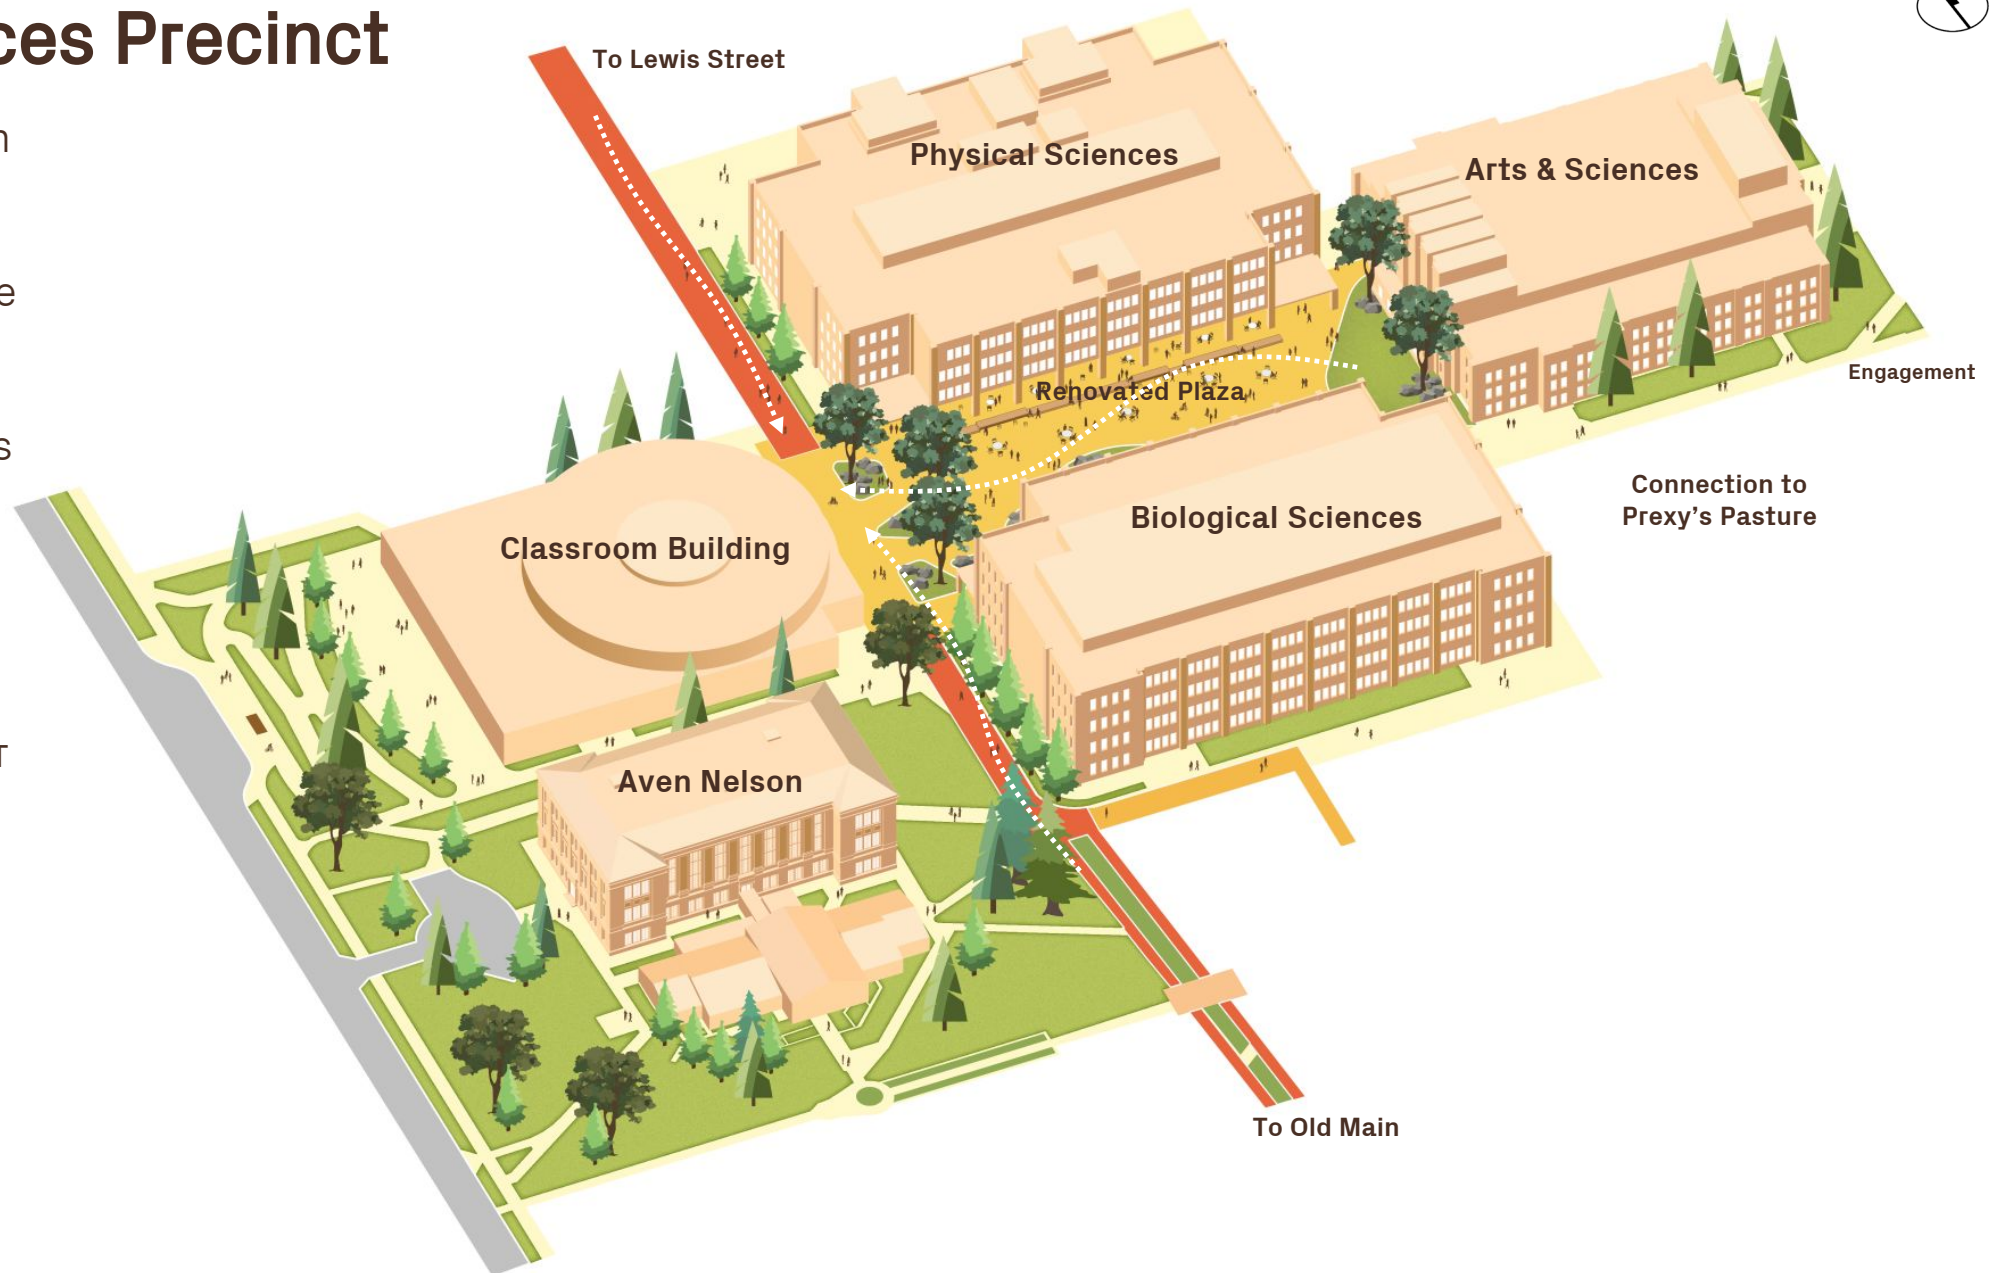 ces Precinct
To Lewis Street
Physical Sciences
Arts & Sciences
Engagement
Renovated Plaza
Connection to
Prexy's Pasture
Biological Sciences
Classroom Building
Aven Nelson
To Old Main